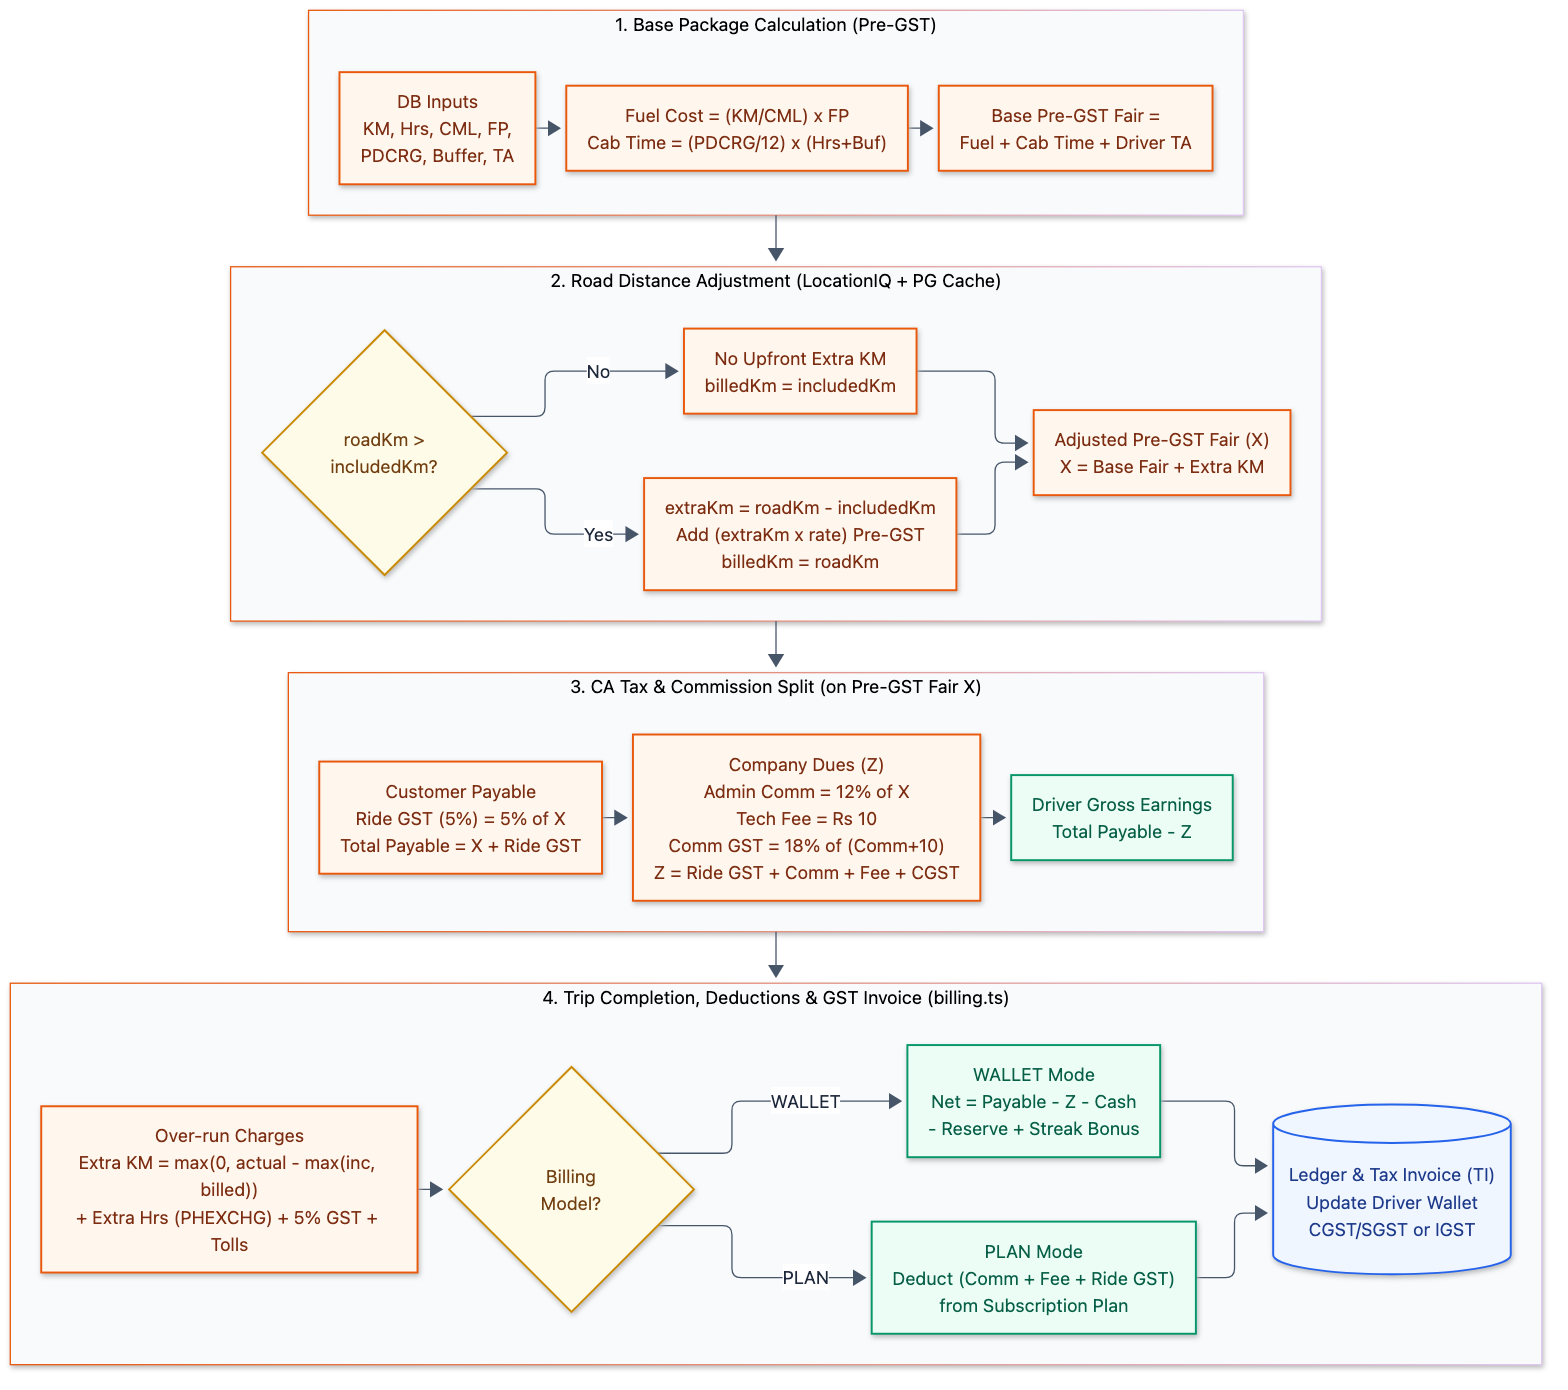 1. Base Package Calculation (Pre-GST)
DB Inputs
KM, Hrs, CML, FP,
PDCRG, Buffer, TA
Fuel Cost = (KM/CML) x FP
Cab Time = (PDCRG/12) x (Hrs+Buf)
Base Pre-GST Fair =
Fuel + Cab Time + Driver TA
2. Road Distance Adjustment (LocationIQ + PG Cache)
roadKm >
includedKm?
No
No Upfront Extra KM
billedKm = includedKm
Yes
extraKm = roadKm - includedKm
Add (extraKm x rate) Pre-GST
billedKm = roadKm
Adjusted Pre-GST Fair (X)
X = Base Fair + Extra KM
3. CA Tax & Commission Split (on Pre-GST Fair X)
Customer Payable
Ride GST (5%) = 5% of X
Total Payable = X + Ride GST
Company Dues (Z)
Admin Comm = 12% of X
Tech Fee = Rs 10
Comm GST = 18% of (Comm+10)
Z = Ride GST + Comm + Fee + CGST
Driver Gross Earnings
Total Payable - Z
4. Trip Completion, Deductions & GST Invoice (billing.ts)
Over-run Charges
Extra KM = max(0, actual - max(inc,
billed))
+ Extra Hrs (PHEXCHG) + 5% GST +
Tolls
Billing
Model?
WALLET
WALLET Mode
Net = Payable - Z - Cash
- Reserve + Streak Bonus
PLAN
PLAN Mode
Deduct (Comm + Fee + Ride GST)
from Subscription Plan
Ledger & Tax Invoice (TI)
Update Driver Wallet
CGST/SGST or IGST